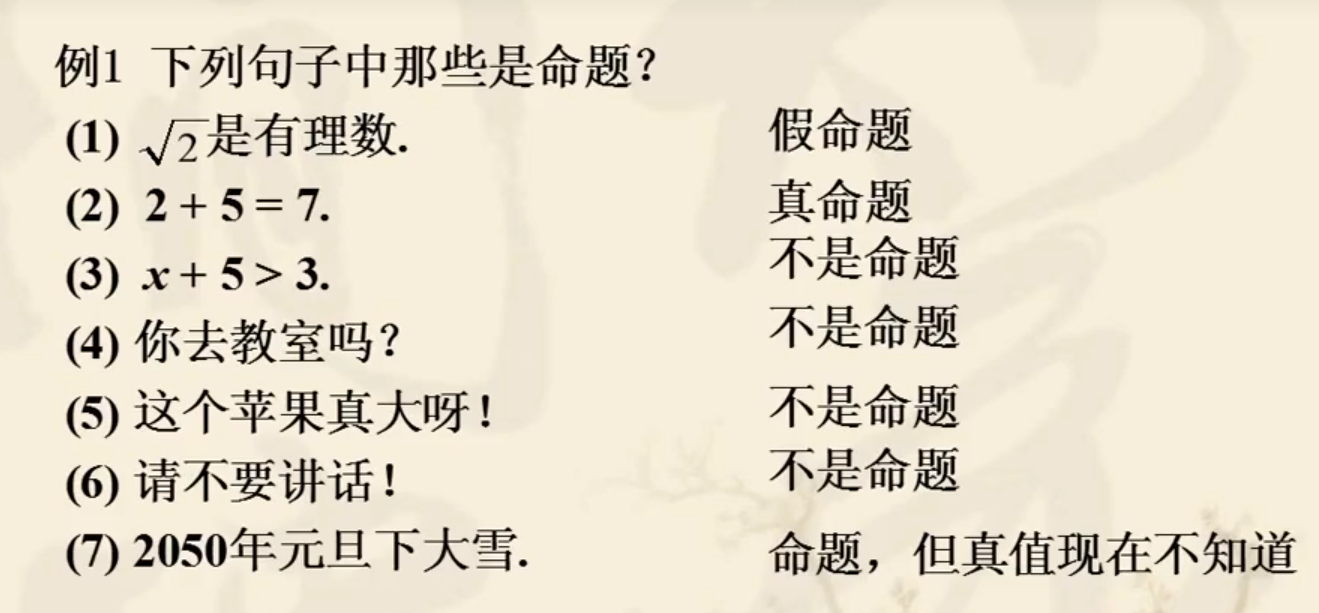 例1 下列句子中那些是命题？
(1) √2是有理数. 假命题
(2) 2 + 5 = 7. 真命题
(3) x + 5 > 3. 不是命题
(4) 你去教室吗？ 不是命题
(5) 这个苹果真大呀！ 不是命题
(6) 请不要讲话！ 不是命题
(7) 2050年元旦下大雪. 命题，但真值现在不知道